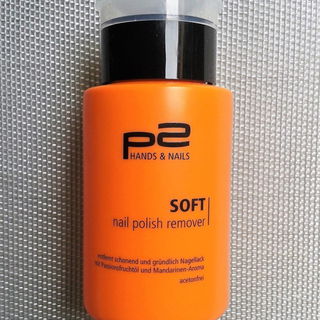 p2
HANDS & NAILS
SOFT
nail polish remover
entfernt schonend und gründlich Nagellack
mit Passionsfruchtöl und Mandarinen-Aroma
acetonfrei